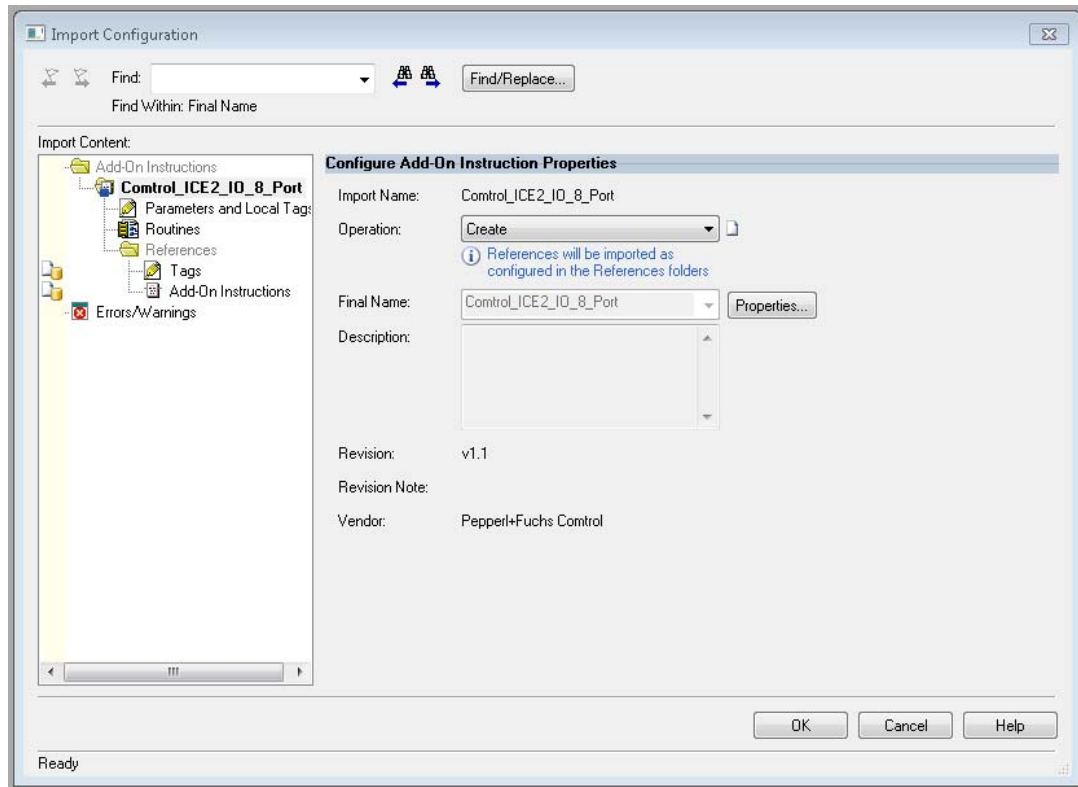 Import Configuration
Find:
Find/Replace...
Find Within: Final Name
Import Content:
Add-On Instructions
Comtrol_ICE2_IO_8_Port
Parameters and Local Tags
Routines
References
Tags
Add-On Instructions
Errors/Warnings
Configure Add-On Instruction Properties
Import Name: Comtrol_ICE2_IO_8_Port
Operation: Create
References will be imported as
configured in the References folders
Final Name: Comtrol_ICE2_IO_8_Port Properties...
Description:
Revision: v1.1
Revision Note:
Vendor: Pepperl+Fuchs Comtrol
OK Cancel Help
Ready